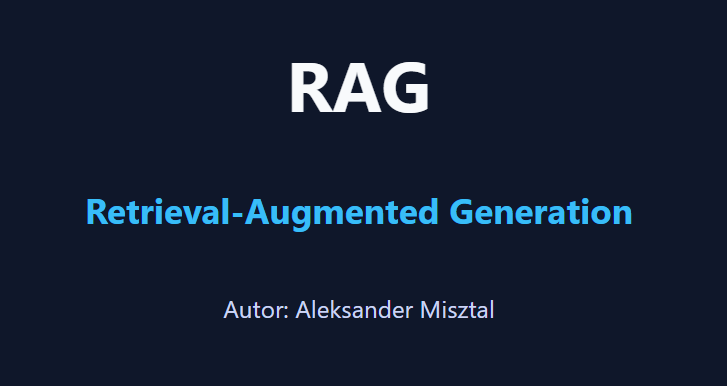 RAG
Retrieval-Augmented Generation
Autor: Aleksander Misztal